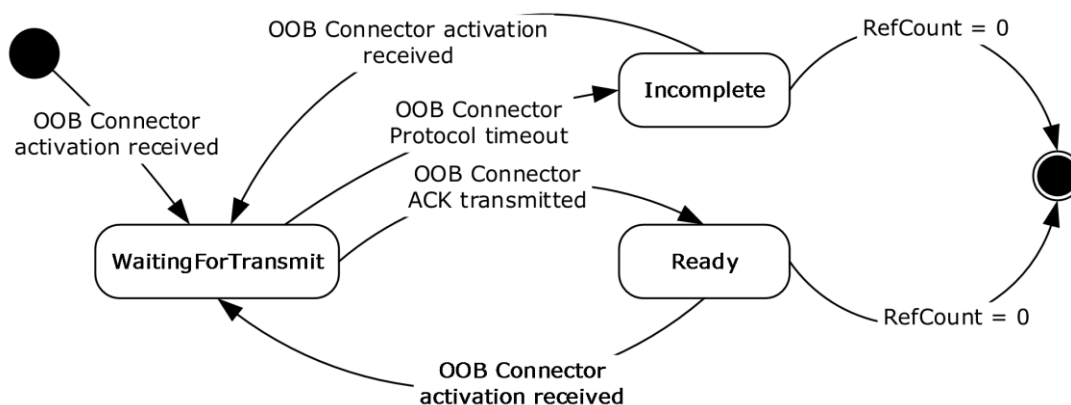 OOB Connector activation
received
RefCount = 0
Incomplete
OOB Connector
activation received
OOB Connector
Protocol timeout
OOB Connector
ACK transmitted
WaitingForTransmit
Ready
RefCount = 0
OOB Connector
activation received